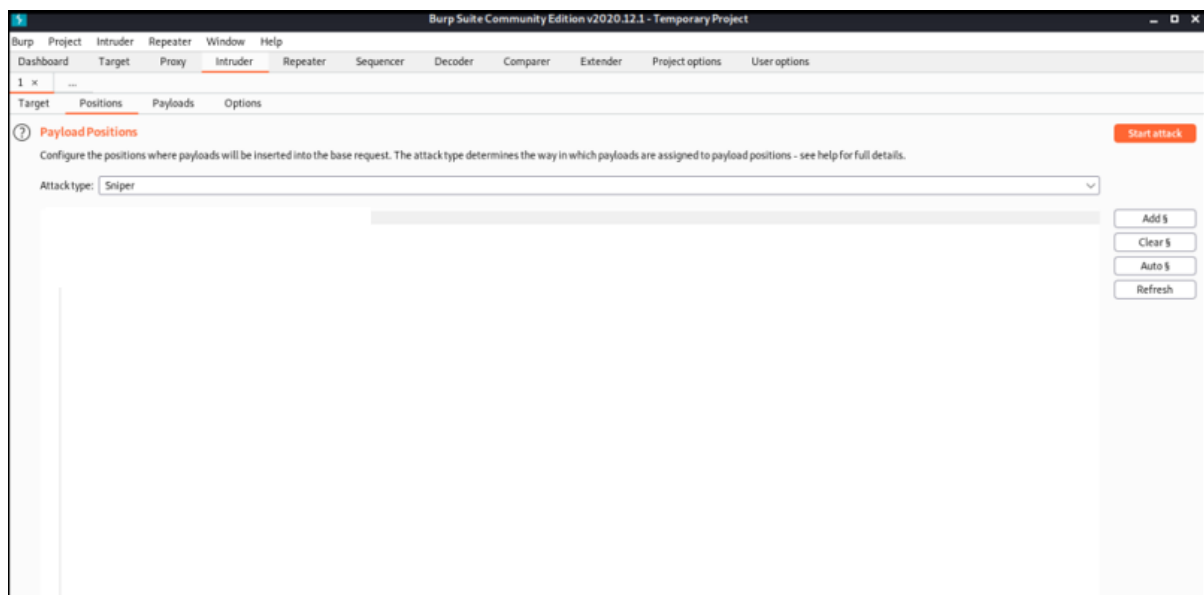 Burp Suite Community Edition v2020.12.1 - Temporary Project
Burp Project Intruder Repeater Window Help
Dashboard Target Proxy Intruder Repeater Sequencer Decoder Comparer Extender Project options User options
1 × ...
Target Positions Payloads Options
? Payload Positions
Start attack
Configure the positions where payloads will be inserted into the base request. The attack type determines the way in which payloads are assigned to payload positions - see help for full details.
Attack type: Sniper
Add §
Clear §
Auto §
Refresh